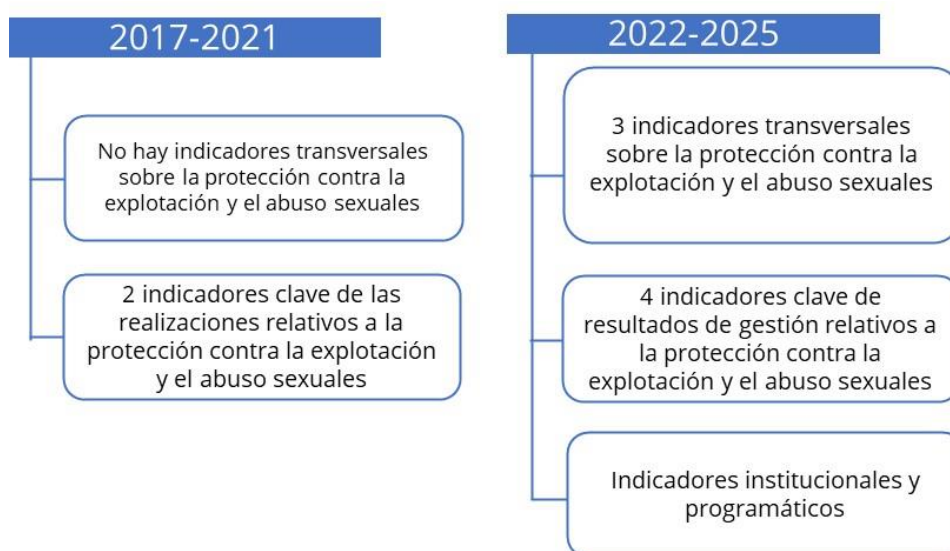 2017-2021
No hay indicadores transversales
sobre la protección contra la
explotación y el abuso sexuales
2 indicadores clave de las
realizaciones relativos a la
protección contra la explotación
y el abuso sexuales
2022-2025
3 indicadores transversales
sobre la protección contra la
explotación y el abuso sexuales
4 indicadores clave de
resultados de gestión relativos a
la protección contra la
explotación y el abuso sexuales
Indicadores institucionales y
programáticos